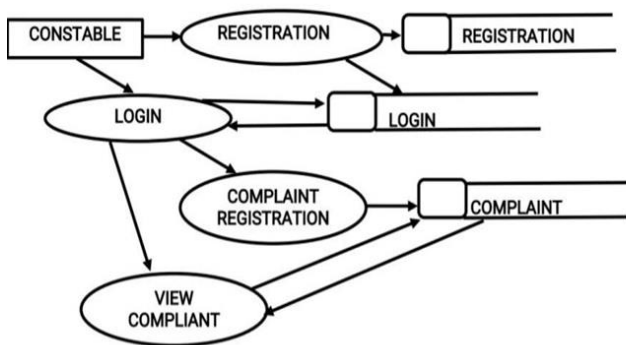 CONSTABLE
REGISTRATION
REGISTRATION
LOGIN
LOGIN
COMPLAINT
REGISTRATION
COMPLAINT
VIEW
COMPLIANT